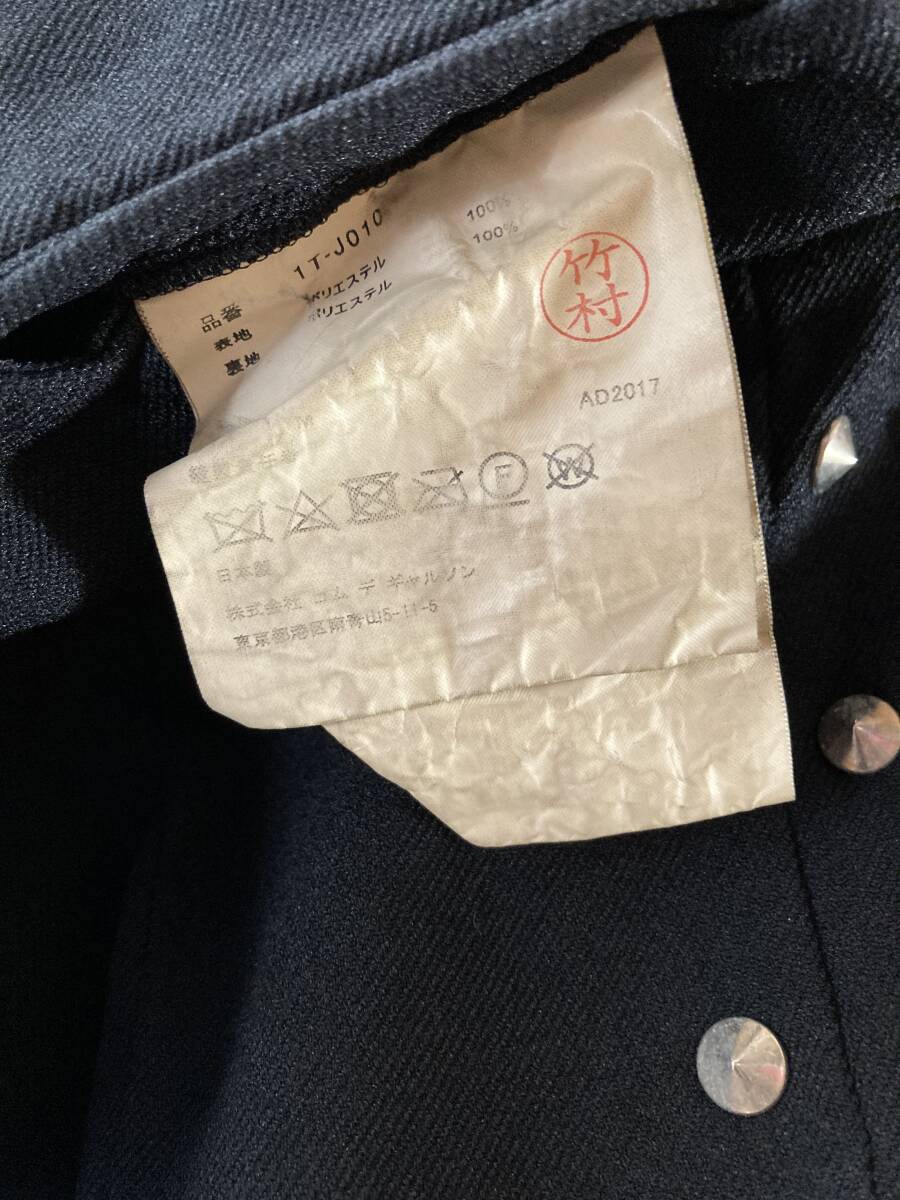 品番 1T-J010
表地 ポリエステル 100%
裏地 ポリエステル 100%
竹村
AD2017
日本製
株式会社 コム デ ギャルソン
東京都港区南青山5-11-5